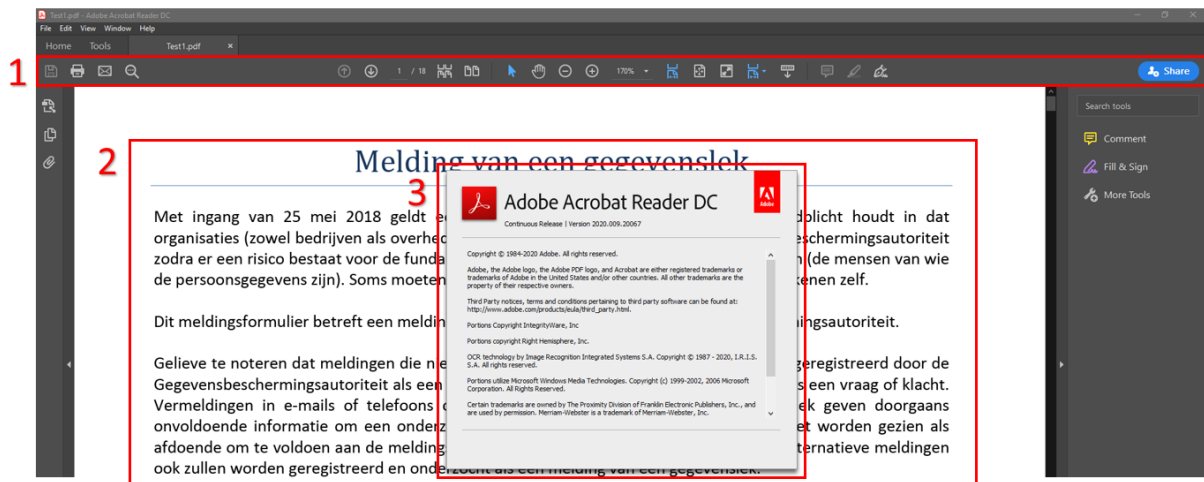 Test1.pdf - Adobe Acrobat Reader DC
File Edit View Window Help
Home Tools Test1.pdf ×
1
1 / 18 170% Share
Search tools
Comment
Fill & Sign
More Tools
2
Melding van een gegevenslek
3
Adobe Acrobat Reader DC
Adobe
Continuous Release | Version 2020.009.20067
Copyright © 1984-2020 Adobe. All rights reserved.
Adobe, the Adobe logo, the Adobe PDF logo, and Acrobat are either registered trademarks or
trademarks of Adobe in the United States and/or other countries. All other trademarks are the
property of their respective owners.
Third Party notices, terms and conditions pertaining to third party software can be found at:
http://www.adobe.com/products/eula/third_party.html.
Portions Copyright IntegrityWare, Inc
Portions copyright Right Hemisphere, Inc.
OCR technology by Image Recognition Integrated Systems S.A. Copyright © 1987 - 2020, I.R.I.S.
S.A. All rights reserved.
Portions utilize Microsoft Windows Media Technologies. Copyright (c) 1999-2002, 2006 Microsoft
Corporation. All Rights Reserved.
Certain trademarks are owned by The Proximity Division of Franklin Electronic Publishers, Inc., and
are used by permission. Merriam-Webster is a trademark of Merriam-Webster, Inc.
Met ingang van 25 mei 2018 geldt houdt in dat
organisaties (zowel bedrijven als
zodra er een risico bestaat voor de (de mensen van wie
de persoonsgegevens zijn). Soms moeten zelf.
Dit meldingsformulier betreft een
Gelieve te noteren dat meldingen die geregistreerd door de
Gegevensbeschermingsautoriteit als een een vraag of klacht.
Vermeldingen in e-mails of telefoons geven doorgaans
onvoldoende informatie om een worden gezien als
afdoende om te voldoen aan de meldingen
ook zullen worden geregistreerd en onderzocht als een melding van een gegevenslek.